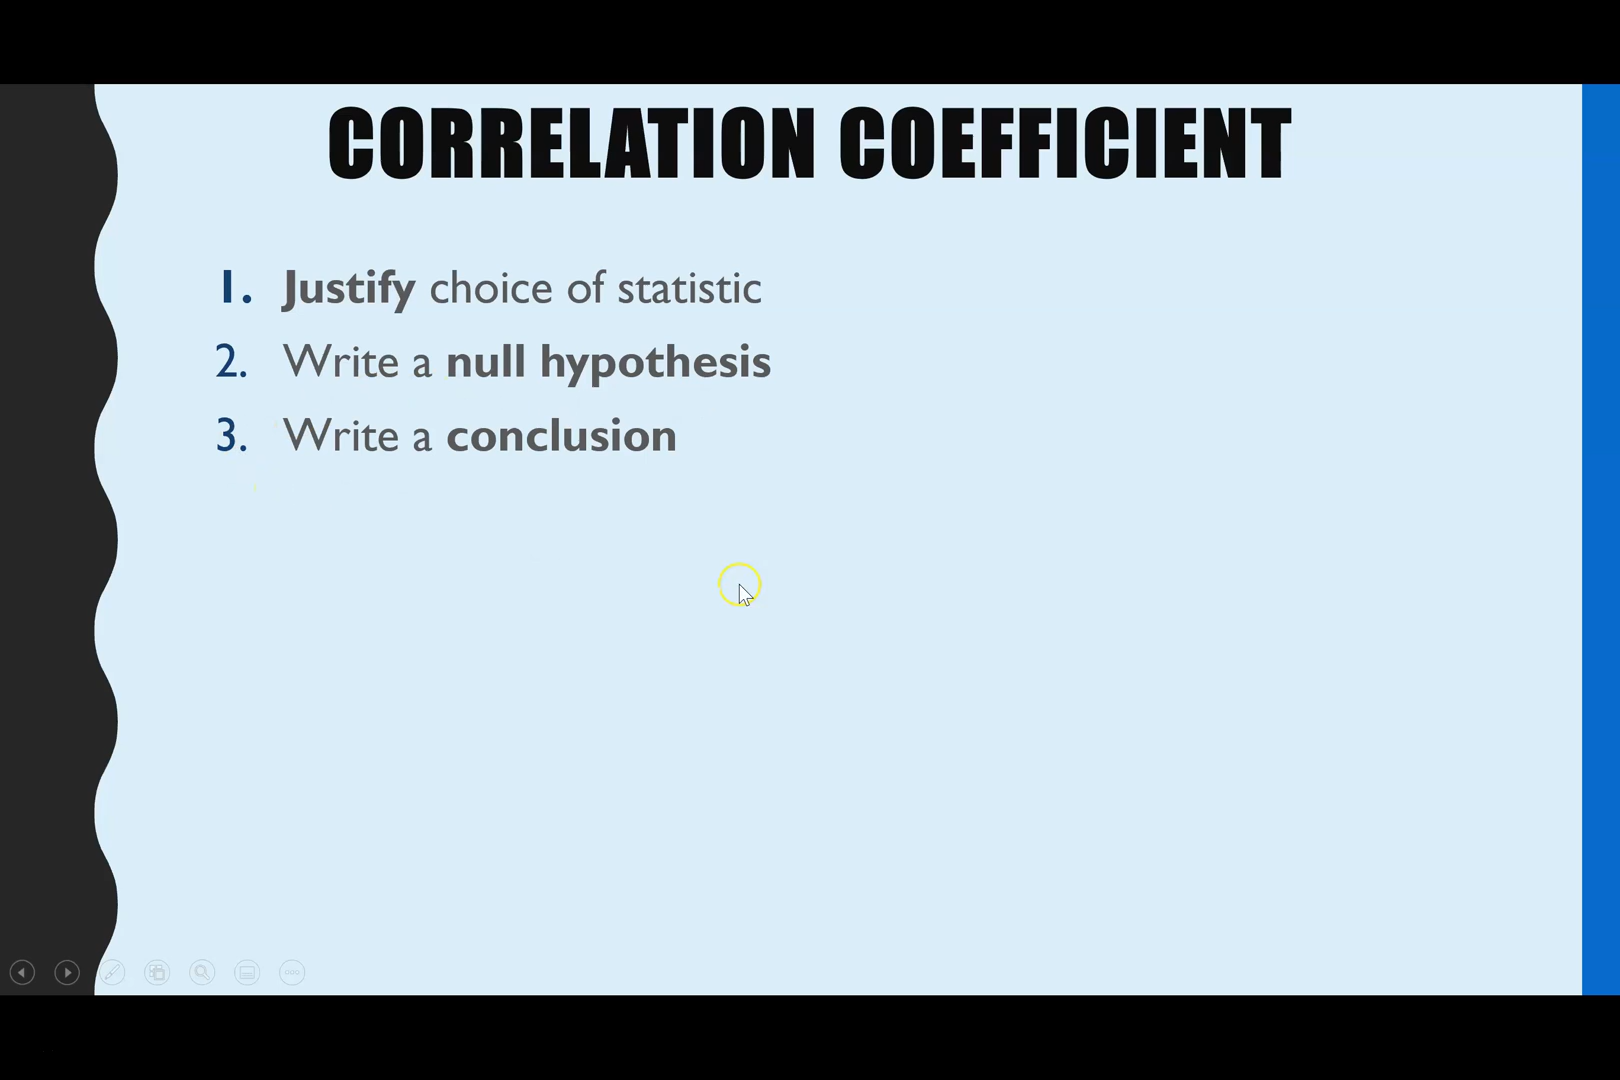 CORRELATION COEFFICIENT
1. Justify choice of statistic
2. Write a null hypothesis
3. Write a conclusion